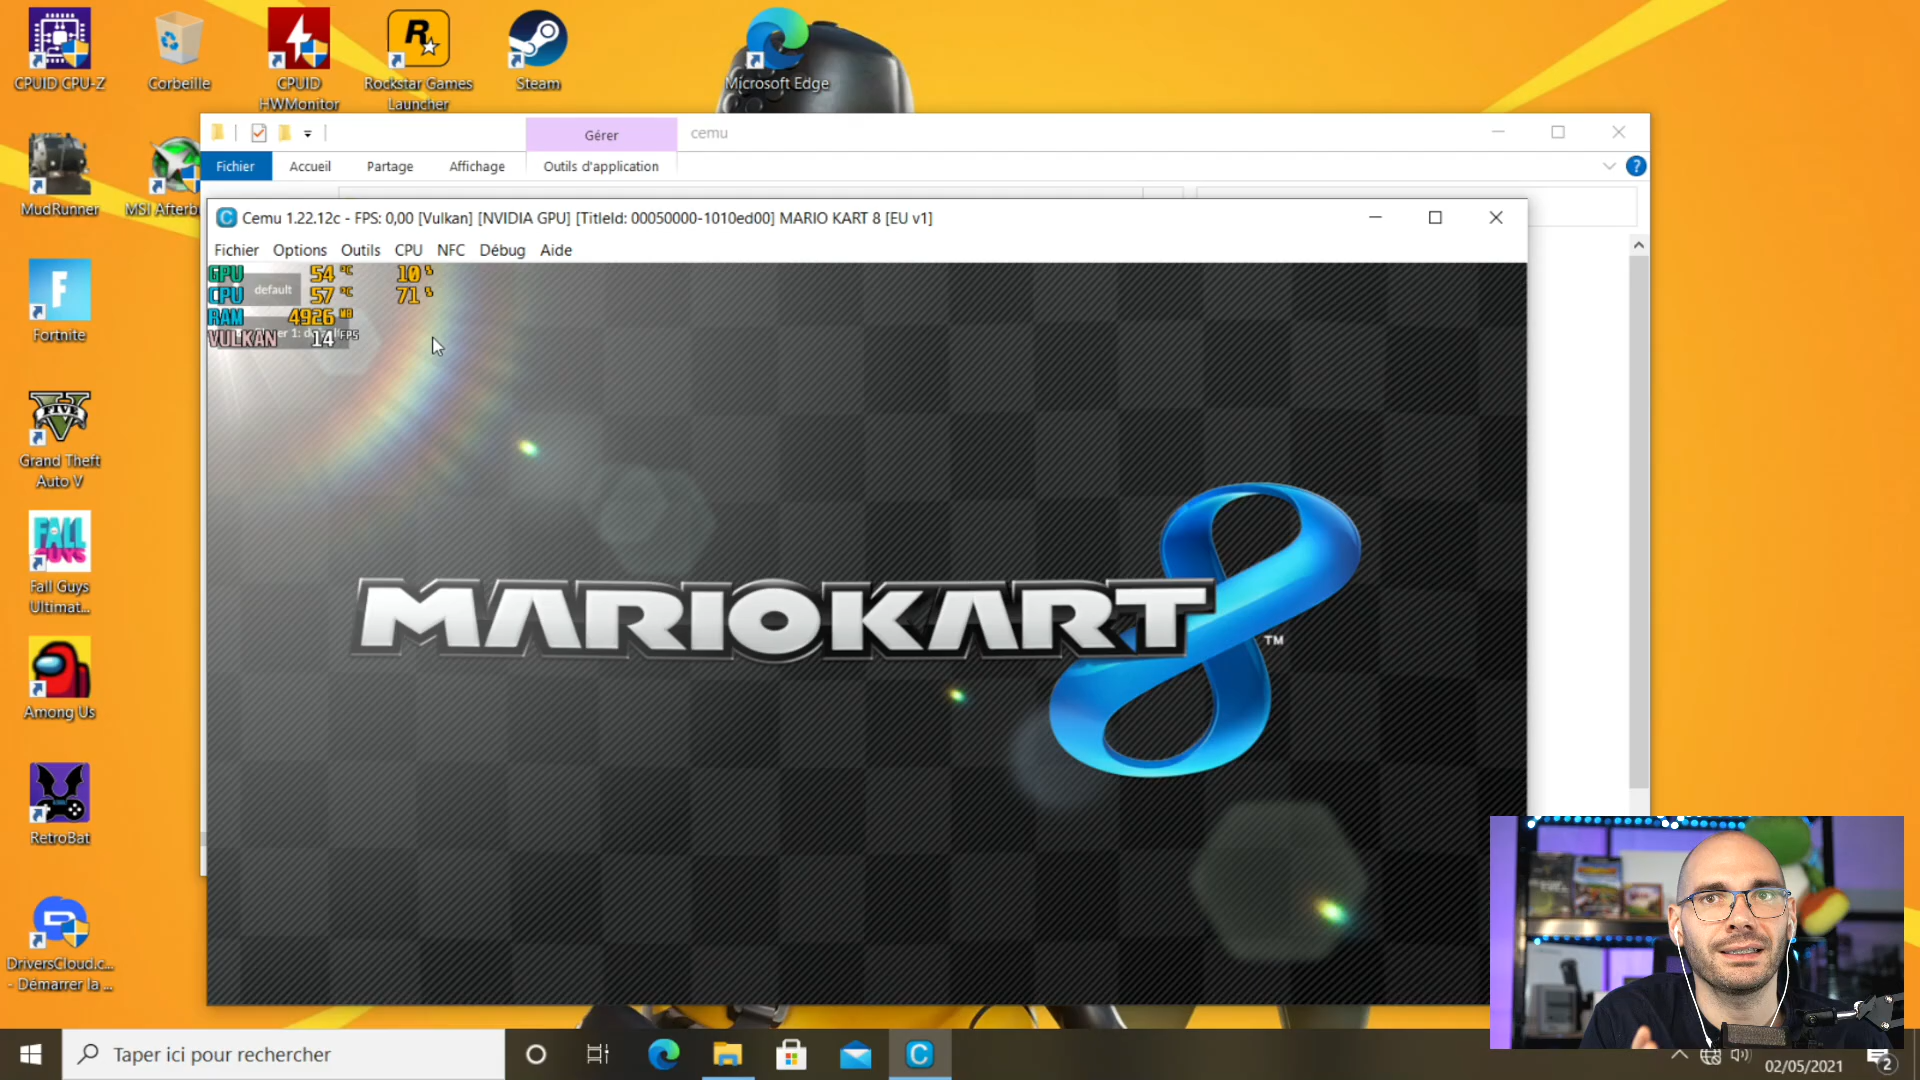 CPUID CPU-Z
Corbeille
CPUID
HWMonitor
Rockstar Games
Launcher
Steam
Microsoft Edge
MudRunner
MSI Afterb
Fortnite
Grand Theft
Auto V
FALL
GUYS
Fall Guys
Ultimat...
Among Us
RetroBat
DriversCloud.c...
- Démarrer la ...
Gérer
cemu
Fichier
Accueil
Partage
Affichage
Outils d'application
Cemu 1.22.12c - FPS: 0,00 [Vulkan] [NVIDIA GPU] [TitleId: 00050000-1010ed00] MARIO KART 8 [EU v1]
Fichier Options Outils CPU NFC Débug Aide
GPU 54 °C 10 %
default
CPU 57 °C 71 %
RAM 4926 MB
VULKAN 14 FPS
MARIOKART 8 ™
Taper ici pour rechercher
02/05/2021
2